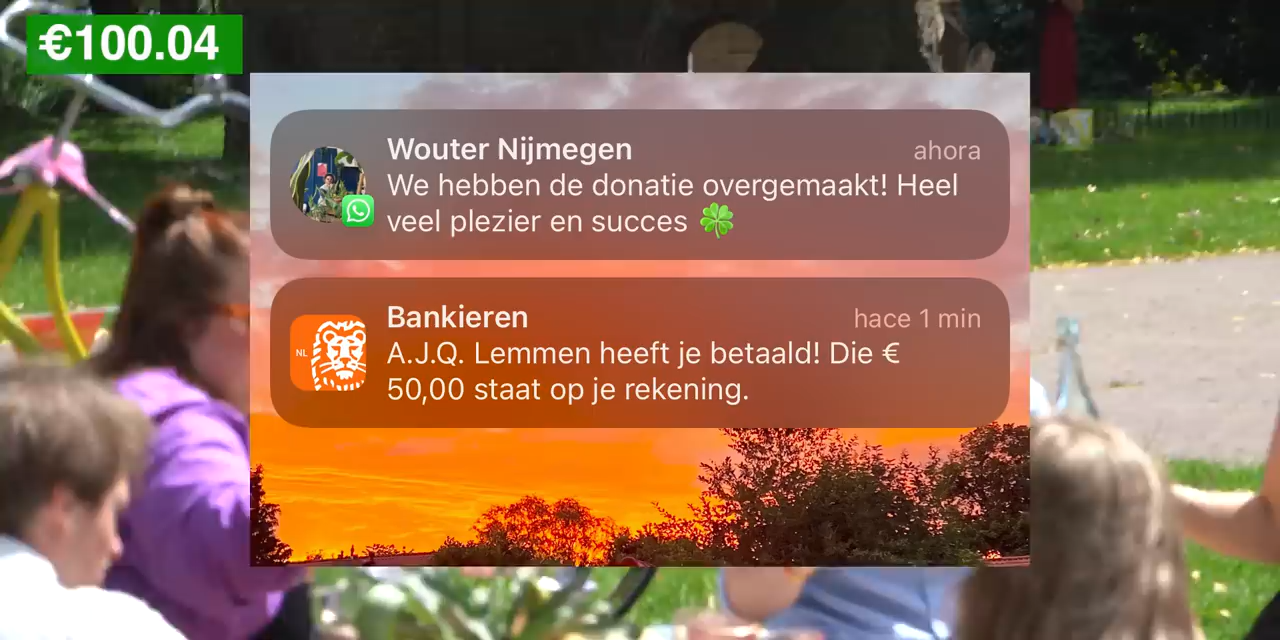 €100.04
Wouter Nijmegen
ahora
We hebben de donatie overgemaakt! Heel
veel plezier en succes 🍀
Bankieren
hace 1 min
NL
A.J.Q. Lemmen heeft je betaald! Die €
50,00 staat op je rekening.